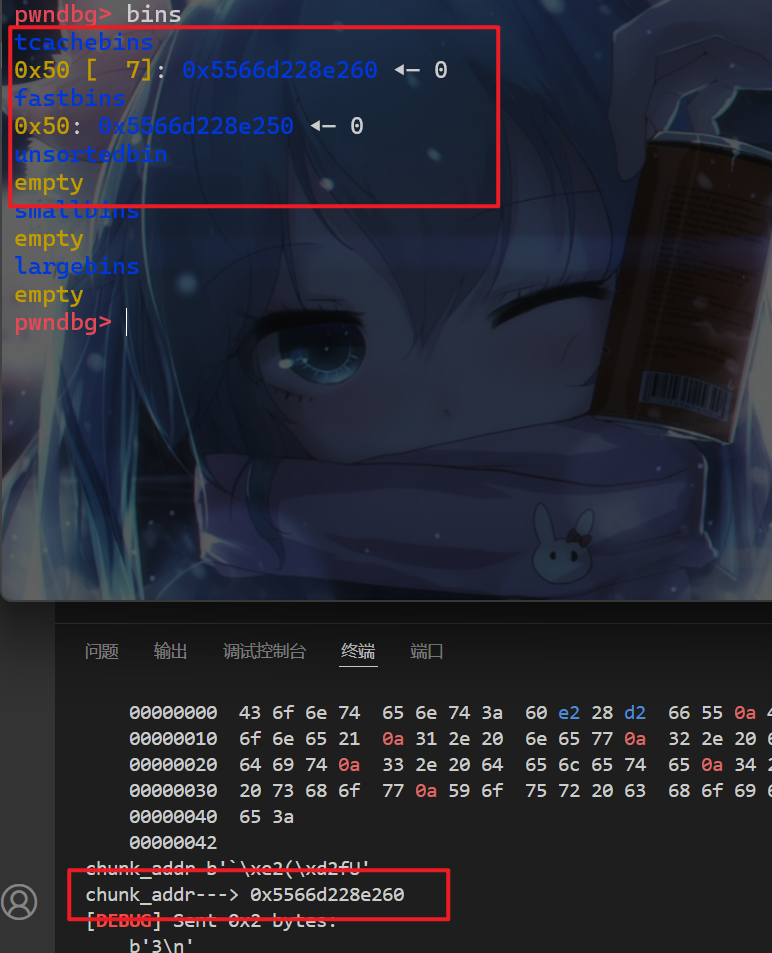 pwndbg> bins
tcachebins
0x50 [  7]: 0x5566d228e260 ◂— 0
fastbins
0x50: 0x5566d228e250 ◂— 0
unsortedbin
empty
smallbins
empty
largebins
empty
pwndbg>
问题 输出 调试控制台 终端 端口
00000000  43 6f 6e 74  65 6e 74 3a  60 e2 28 d2  66 55 0a
00000010  6f 6e 65 21  0a 31 2e 20  6e 65 77 0a  32 2e 20
00000020  64 69 74 0a  33 2e 20 64  65 6c 65 74  65 0a 34
00000030  20 73 68 6f  77 0a 59 6f  75 72 20 63  68 6f 69
00000040  65 3a
00000042
chunk_addr b'`\xe2(\xd2fU'
chunk_addr---> 0x5566d228e260
[DEBUG] Sent 0x2 bytes:
b'3\n'